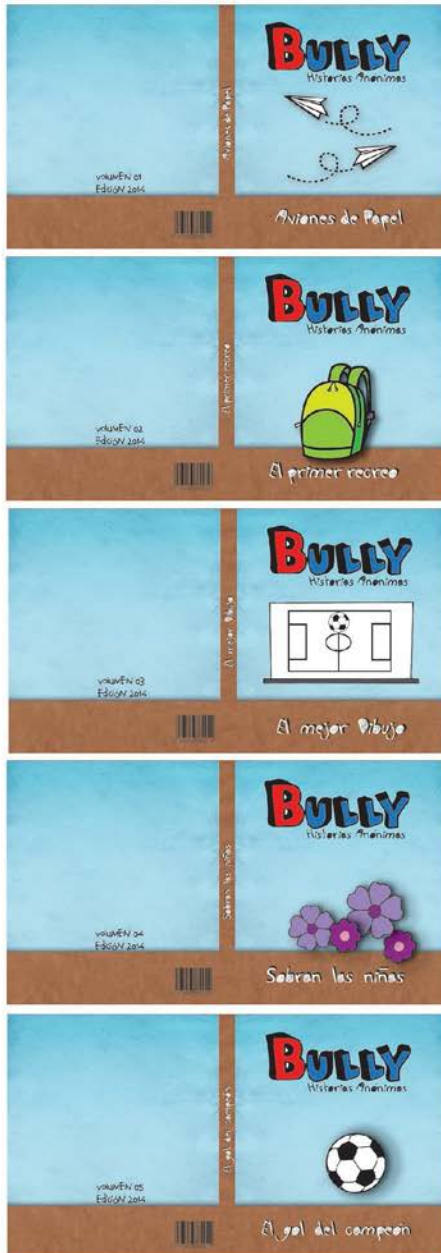 BULLY
Historias Anónimas
Aviones de Papel
volumEN 01
EdicióN 2014
Aviones de Papel
BULLY
Historias Anónimas
El primer recreo
volumEN 02
EdicióN 2014
El primer recreo
BULLY
Historias Anónimas
El mejor Dibujo
volumEN 03
EdicióN 2014
El mejor Dibujo
BULLY
Historias Anónimas
Sobran las niñas
volumEN 04
EdicióN 2014
Sobran las niñas
BULLY
Historias Anónimas
El gol del campeón
volumEN 05
EdicióN 2014
El gol del campeón